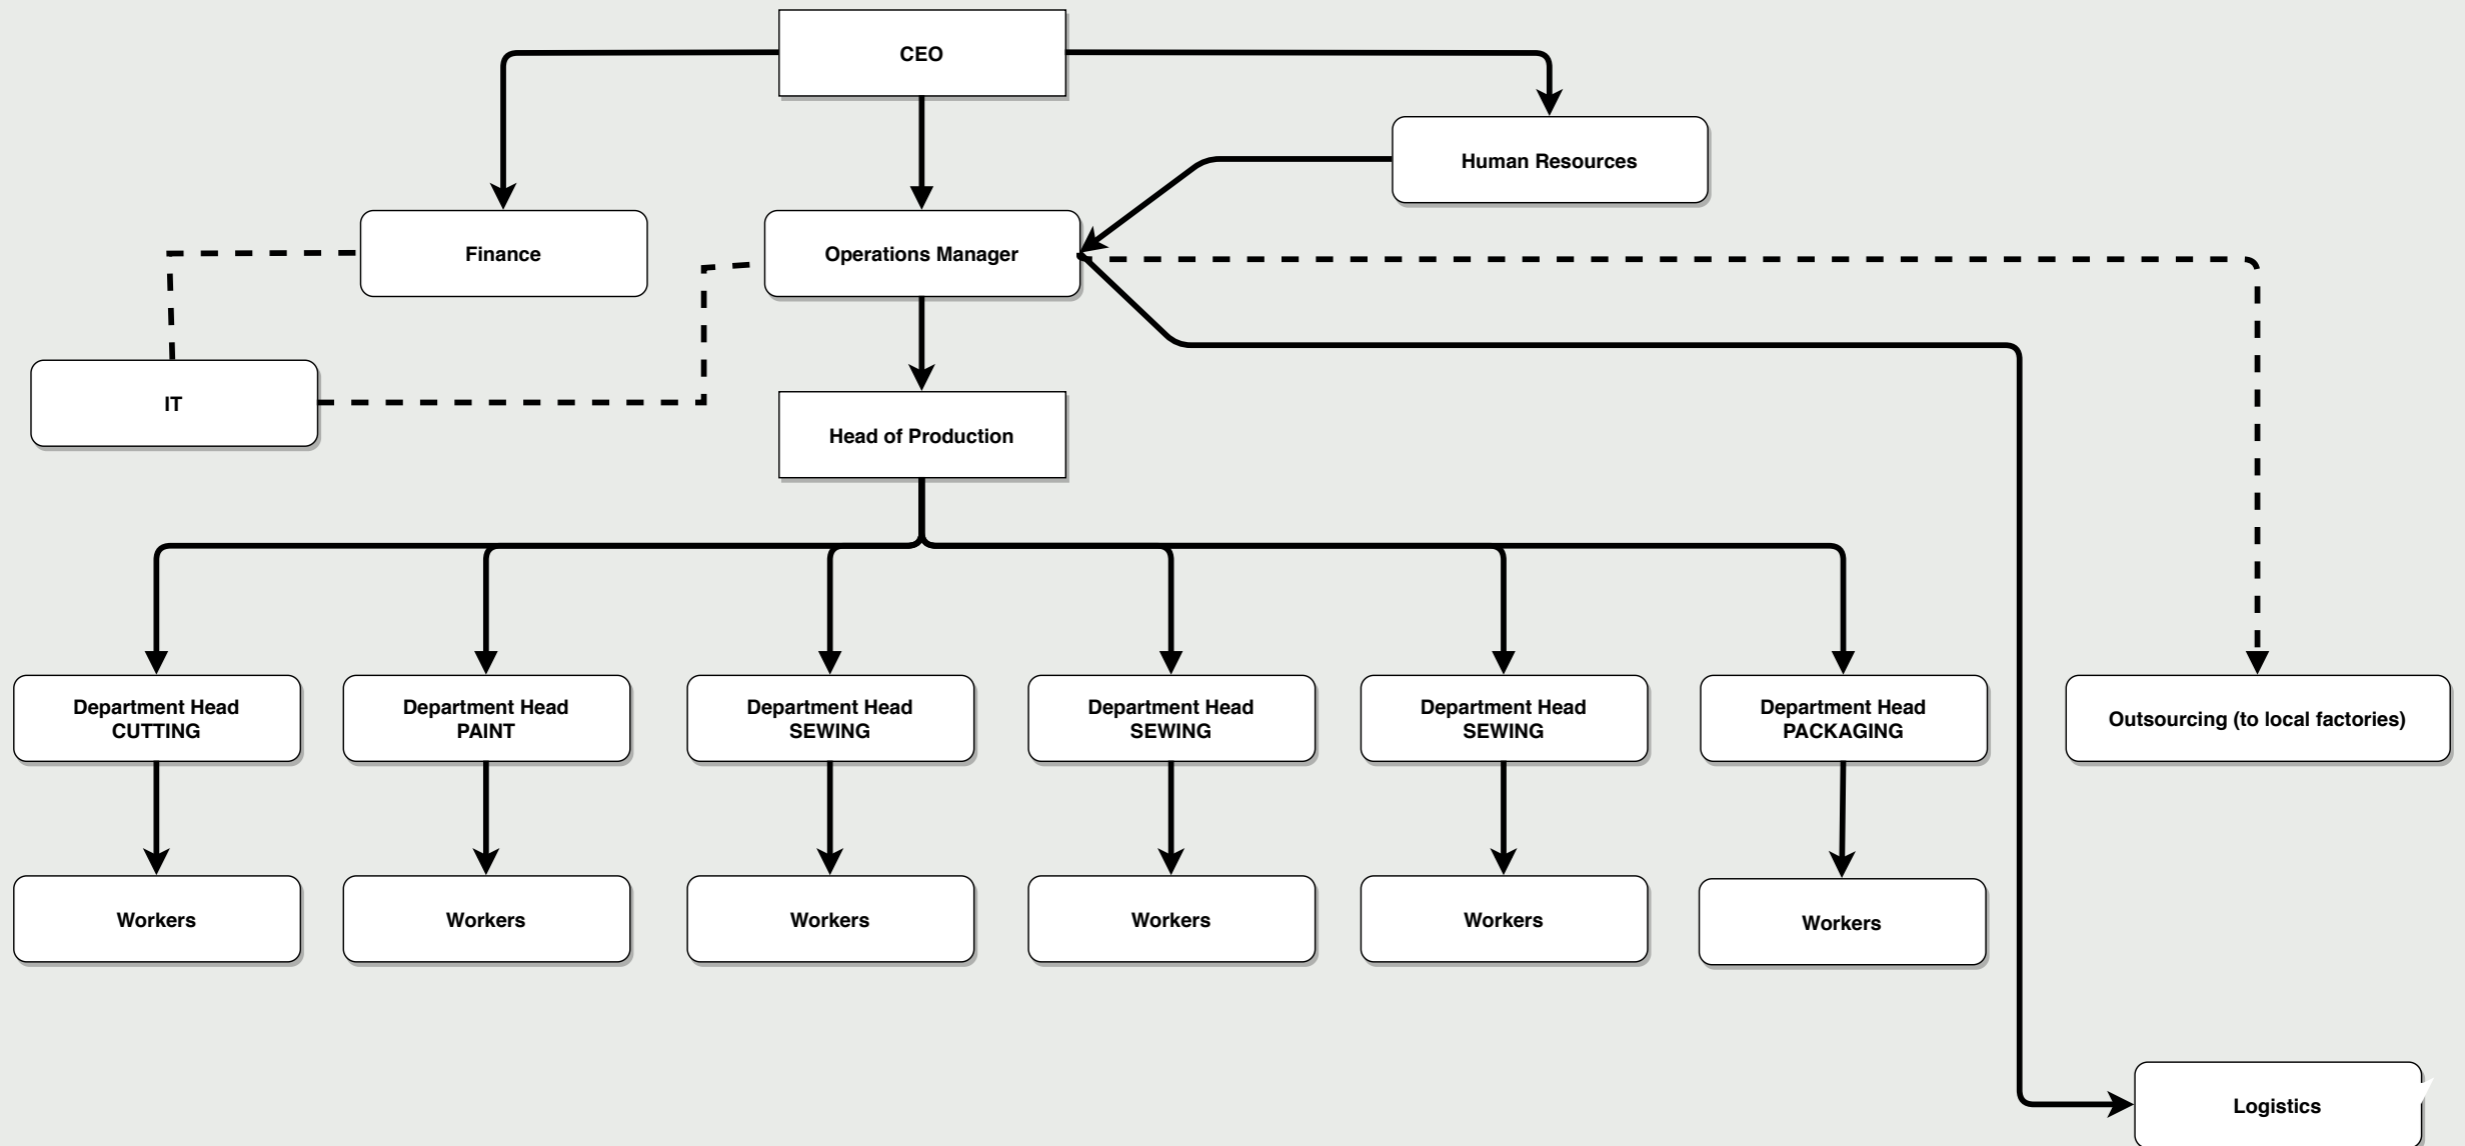 CEO
Human Resources
Finance
Operations Manager
IT
Head of Production
Department Head
CUTTING
Department Head
PAINT
Department Head
SEWING
Department Head
SEWING
Department Head
SEWING
Department Head
PACKAGING
Outsourcing (to local factories)
Workers
Workers
Workers
Workers
Workers
Workers
Logistics